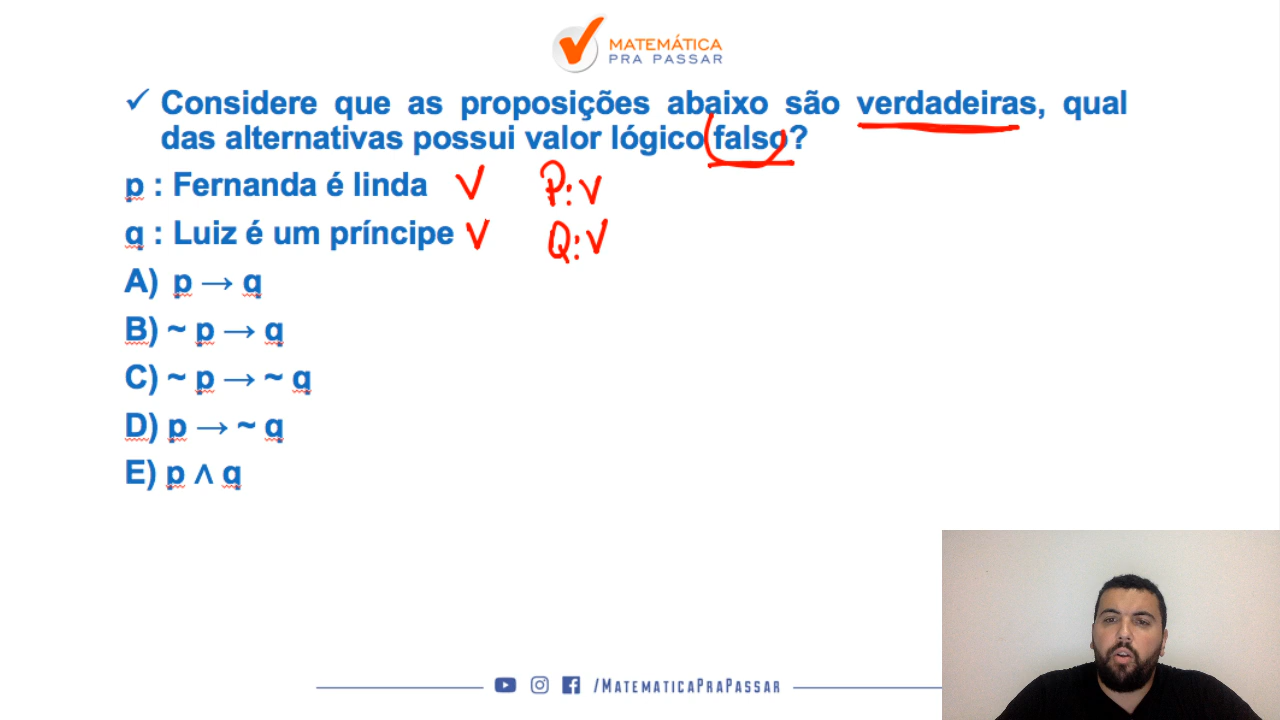 MATEMÁTICA
PRA PASSAR
✓ Considere que as proposições abaixo são verdadeiras, qual
das alternativas possui valor lógico falso?
p : Fernanda é linda V P: V
q : Luiz é um príncipe V Q: V
A) p → q
B) ~ p → q
C) ~ p → ~ q
D) p → ~ q
E) p ∧ q
/MATEMATICAPRAPASSAR